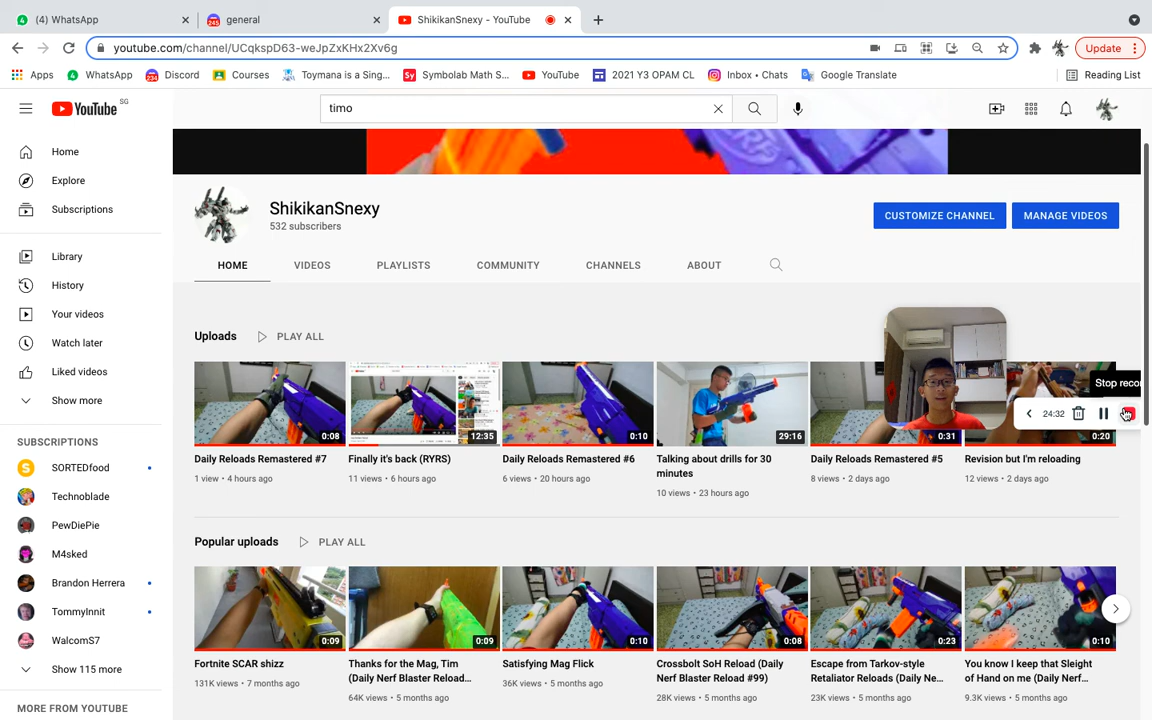 (4) WhatsApp
general
ShikikanSnexy - YouTube
youtube.com/channel/UCqkspD63-weJpZxKHx2Xv6g
Update
Apps
WhatsApp
Discord
Courses
Toymana is a Sing...
Symbolab Math S...
YouTube
2021 Y3 OPAM CL
Inbox • Chats
Google Translate
Reading List
YouTube SG
timo
Home
Explore
Subscriptions
Library
History
Your videos
Watch later
Liked videos
Show more
SUBSCRIPTIONS
SORTEDfood
Technoblade
PewDiePie
M4sked
Brandon Herrera
TommyInnit
WalcomS7
Show 115 more
MORE FROM YOUTUBE
ShikikanSnexy
532 subscribers
CUSTOMIZE CHANNEL
MANAGE VIDEOS
HOME
VIDEOS
PLAYLISTS
COMMUNITY
CHANNELS
ABOUT
Uploads
PLAY ALL
0:08
Daily Reloads Remastered #7
1 view • 4 hours ago
12:35
Finally it's back (RYRS)
11 views • 6 hours ago
0:10
Daily Reloads Remastered #6
6 views • 20 hours ago
29:16
Talking about drills for 30
minutes
10 views • 23 hours ago
0:31
Daily Reloads Remastered #5
8 views • 2 days ago
0:20
Revision but I'm reloading
12 views • 2 days ago
Stop recor
24:32
Popular uploads
PLAY ALL
0:09
Fortnite SCAR shizz
131K views • 7 months ago
0:09
Thanks for the Mag, Tim
(Daily Nerf Blaster Reload...
64K views • 5 months ago
0:10
Satisfying Mag Flick
36K views • 5 months ago
0:08
Crossbolt SoH Reload (Daily
Nerf Blaster Reload #99)
28K views • 5 months ago
0:23
Escape from Tarkov-style
Retaliator Reloads (Daily Ne...
23K views • 5 months ago
0:10
You know I keep that Sleight
of Hand on me (Daily Nerf...
9.3K views • 5 months ago